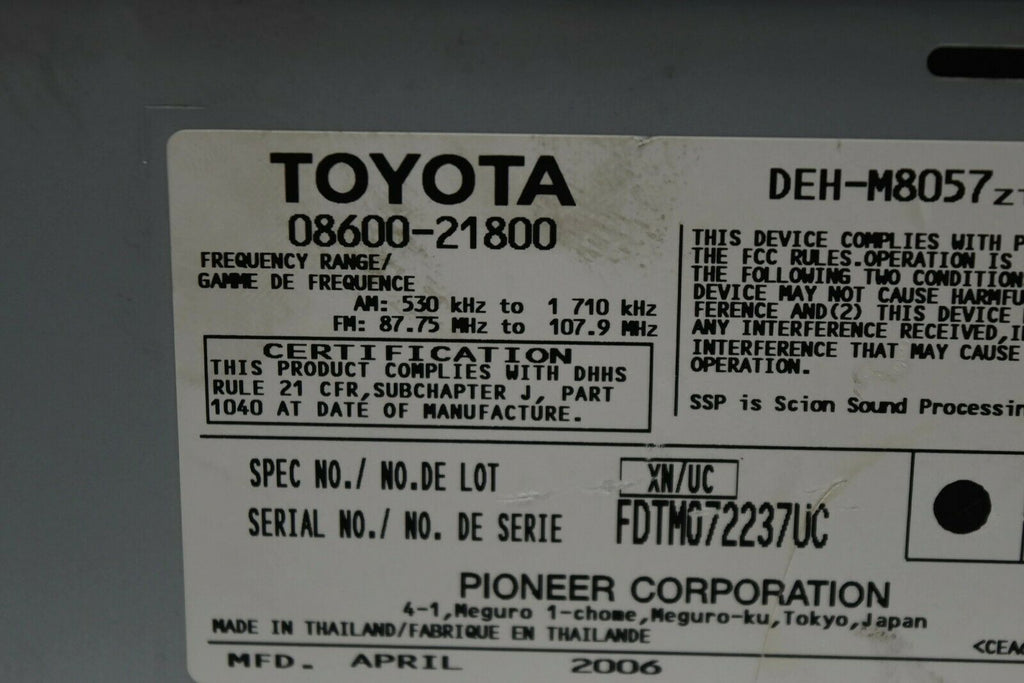 TOYOTA
08600-21800
FREQUENCY RANGE/
GAMME DE FREQUENCE
AM: 530 kHz to 1 710 kHz
FM: 87.75 MHz to 107.9 MHz
CERTIFICATION
THIS PRODUCT COMPLIES WITH DHHS
RULE 21 CFR,SUBCHAPTER J, PART
1040 AT DATE OF MANUFACTURE.
DEH-M8057
THIS DEVICE COMPLIES WITH
THE FCC RULES.OPERATION IS
THE FOLLOWING TWO CONDITION
DEVICE MAY NOT CAUSE HARMFU
FERENCE AND(2) THIS DEVICE
ANY INTERFERENCE RECEIVED,
INTERFERENCE THAT MAY CAUSE
OPERATION.
SSP is Scion Sound Processin
SPEC NO./ NO.DE LOT XN/UC
SERIAL NO./ NO. DE SERIE FDTM072237UC
PIONEER CORPORATION
4-1,Meguro 1-chome,Meguro-ku,Tokyo,Japan
MADE IN THAILAND/FABRIQUE EN THAILANDE
<CEA
MFD. APRIL 2006